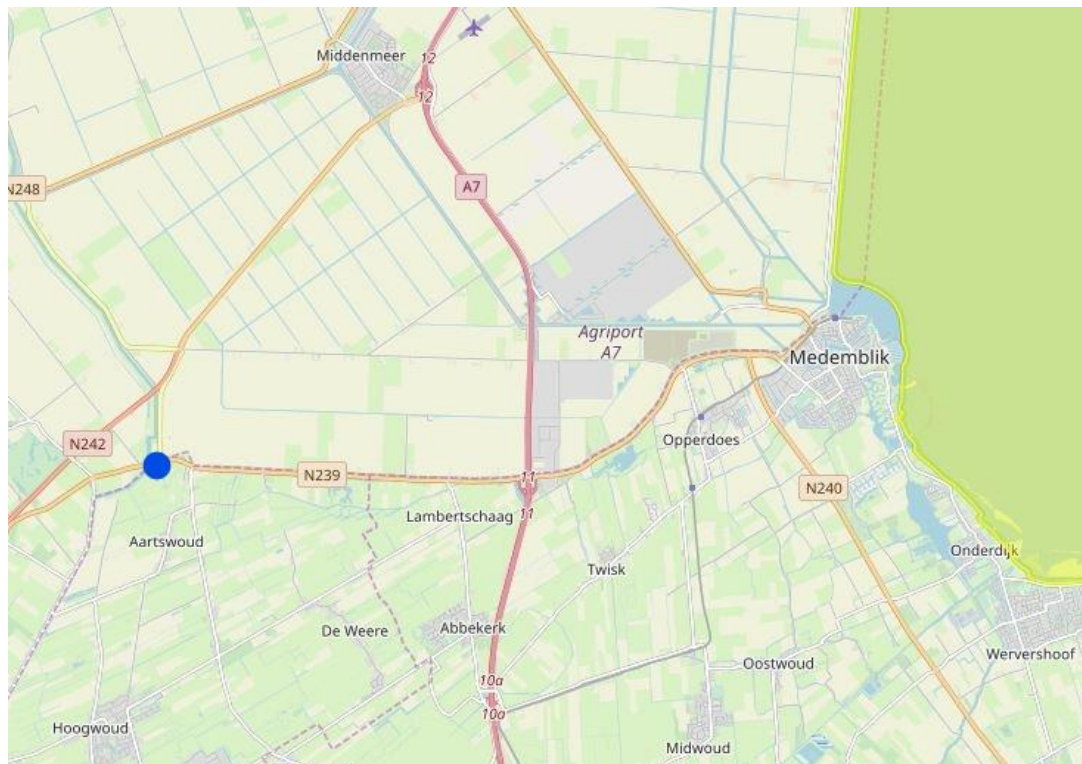 Middenmeer
12
12
N248
A7
Agriport
A7
Medemblik
N242
Opperdoes
N239
11
N240
Lambertschaag
11
Aartswoud
Onderdijk
Twisk
De Weere
Abbekerk
Wervershoof
Oostwoud
10a
10a
Hoogwoud
Midwoud